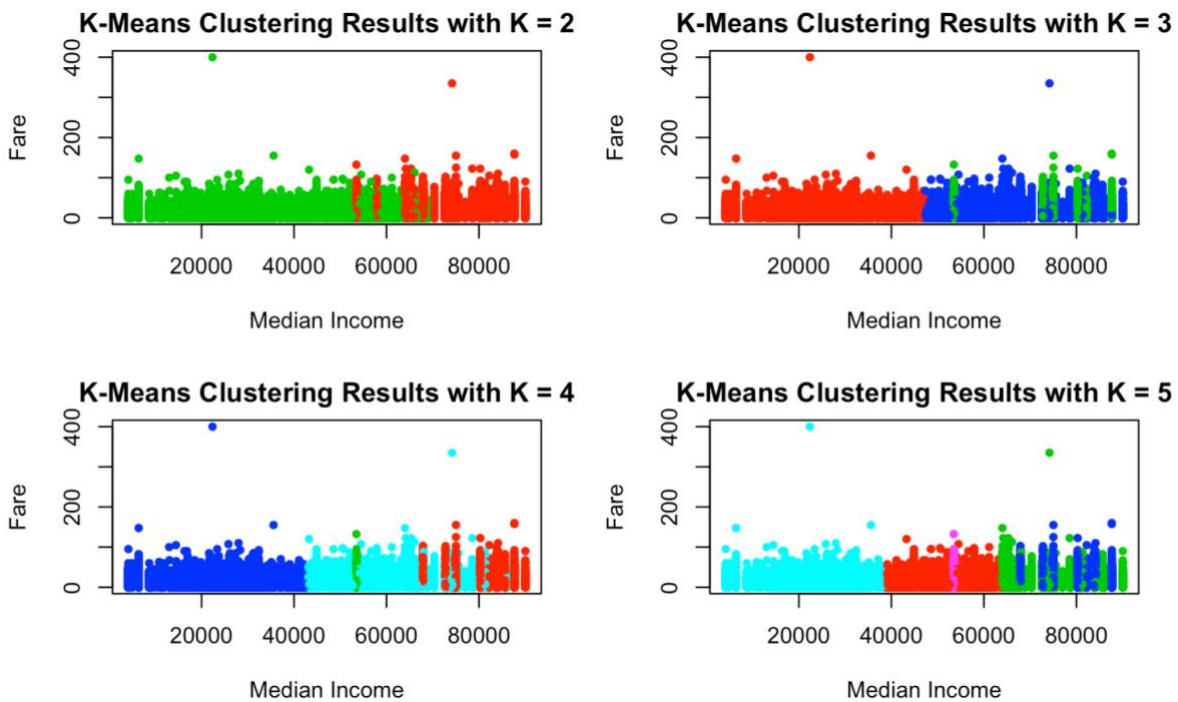 K-Means Clustering Results with K = 2
400
200
0
Fare
20000 40000 60000 80000
Median Income
K-Means Clustering Results with K = 3
400
200
0
Fare
20000 40000 60000 80000
Median Income
K-Means Clustering Results with K = 4
400
200
0
Fare
20000 40000 60000 80000
Median Income
K-Means Clustering Results with K = 5
400
200
0
Fare
20000 40000 60000 80000
Median Income